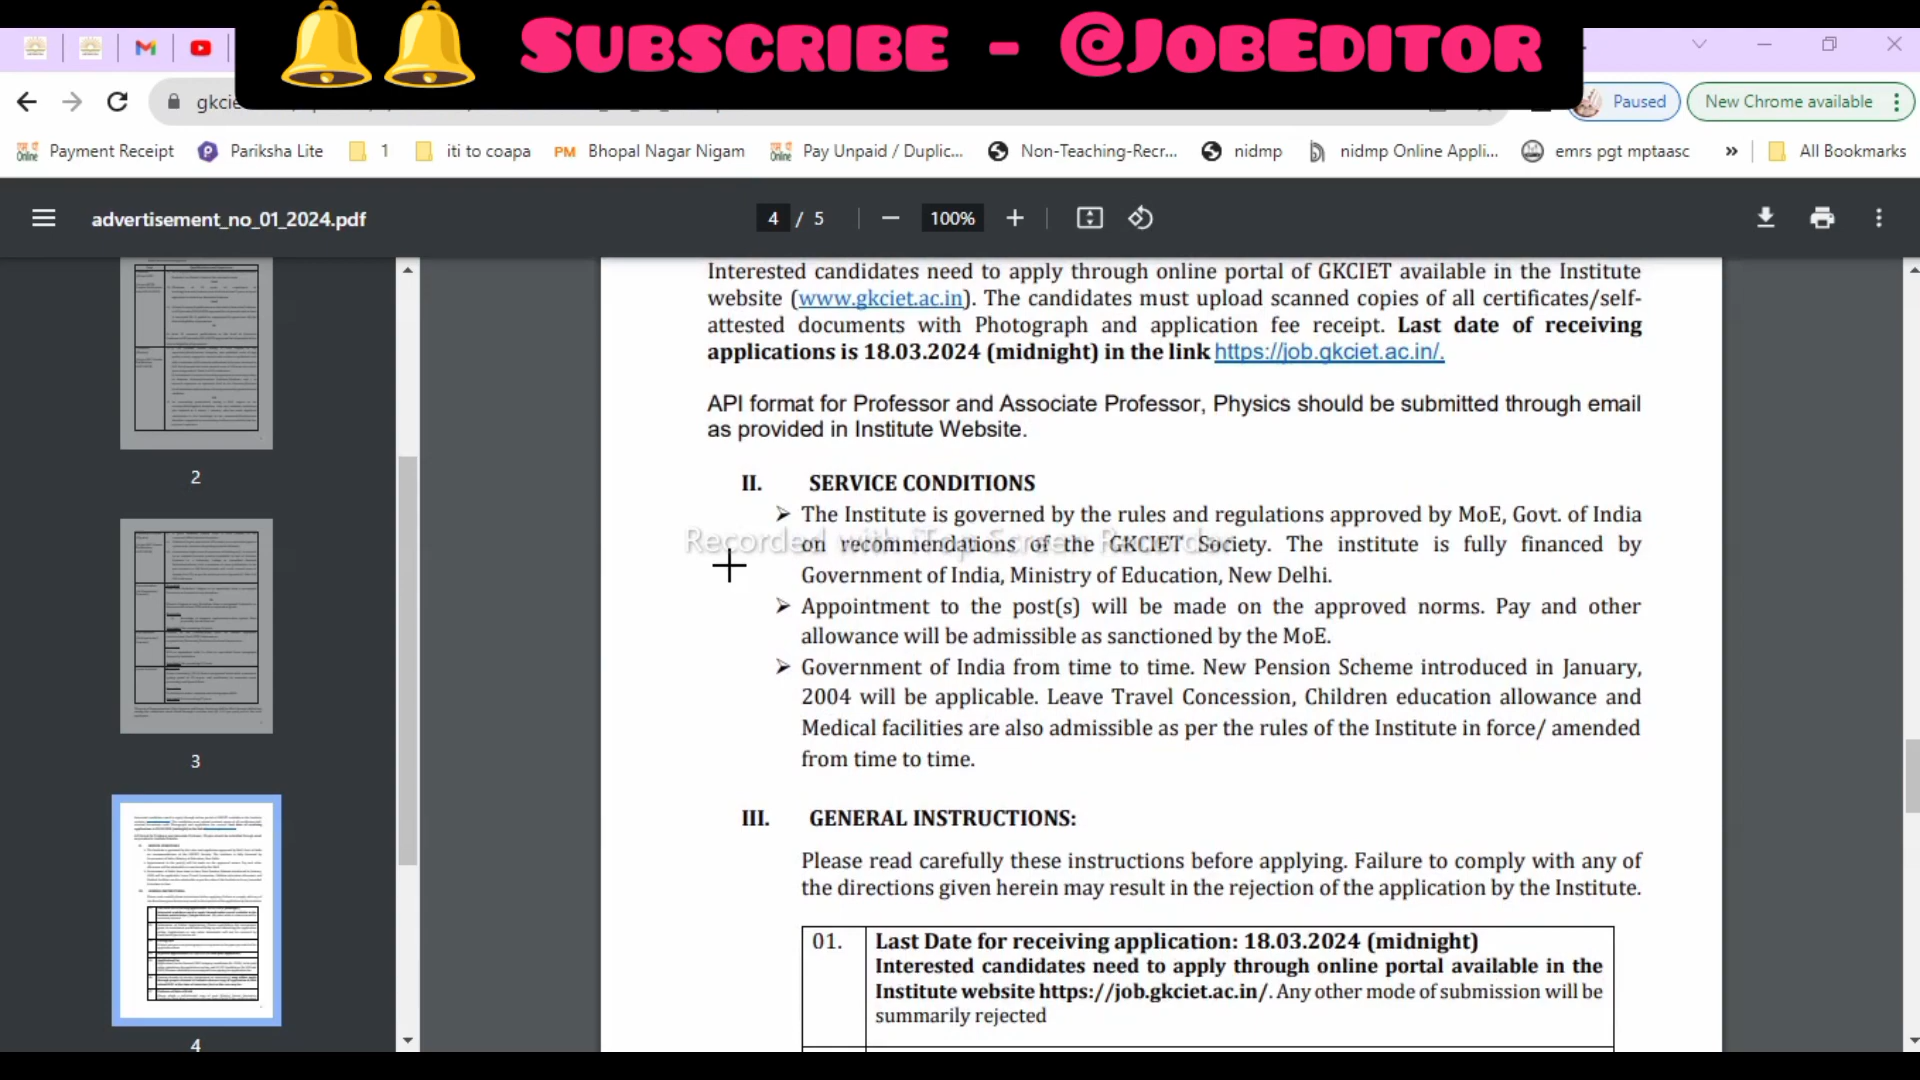 SUBSCRIBE - @JOBEDITOR
gkcie
Paused
New Chrome available
Payment Receipt
Pariksha Lite
1
iti to coapa
PM Bhopal Nagar Nigam
Pay Unpaid / Duplic...
Non-Teaching-Recr...
nidmp
nidmp Online Appli...
emrs pgt mptaasc
»
All Bookmarks
advertisement_no_01_2024.pdf
4 / 5
100%
2
3
4
Interested candidates need to apply through online portal of GKCIET available in the Institute
website (www.gkciet.ac.in). The candidates must upload scanned copies of all certificates/self-
attested documents with Photograph and application fee receipt. Last date of receiving
applications is 18.03.2024 (midnight) in the link https://job.gkciet.ac.in/.
API format for Professor and Associate Professor, Physics should be submitted through email
as provided in Institute Website.
II. SERVICE CONDITIONS
➢ The Institute is governed by the rules and regulations approved by MoE, Govt. of India
on recommendations of the GKCIET Society. The institute is fully financed by
Government of India, Ministry of Education, New Delhi.
Recorded with iTop Screen Recorder
➢ Appointment to the post(s) will be made on the approved norms. Pay and other
allowance will be admissible as sanctioned by the MoE.
➢ Government of India from time to time. New Pension Scheme introduced in January,
2004 will be applicable. Leave Travel Concession, Children education allowance and
Medical facilities are also admissible as per the rules of the Institute in force/ amended
from time to time.
III. GENERAL INSTRUCTIONS:
Please read carefully these instructions before applying. Failure to comply with any of
the directions given herein may result in the rejection of the application by the Institute.
01. Last Date for receiving application: 18.03.2024 (midnight)
Interested candidates need to apply through online portal available in the
Institute website https://job.gkciet.ac.in/. Any other mode of submission will be
summarily rejected